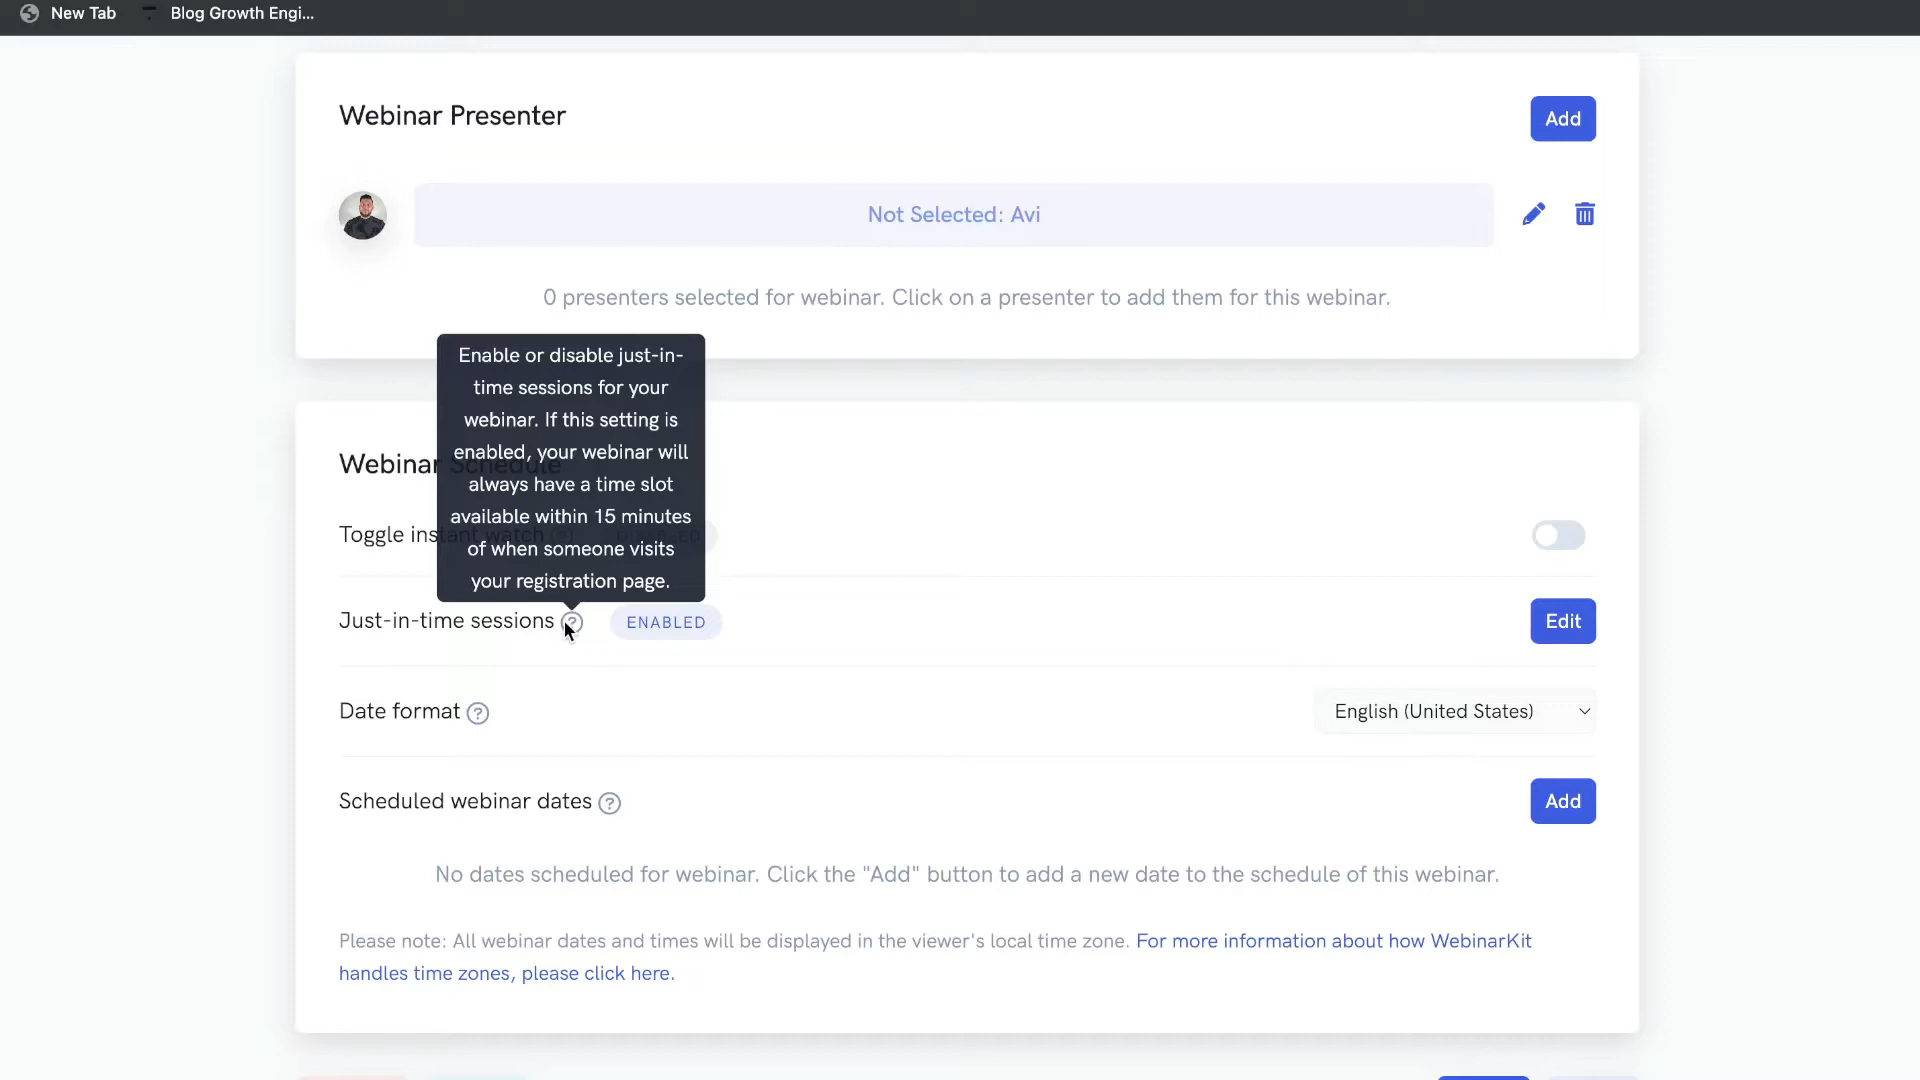 New Tab
Blog Growth Engi...
Webinar Presenter
Add
Not Selected: Avi
0 presenters selected for webinar. Click on a presenter to add them for this webinar.
Enable or disable just-in-
time sessions for your
webinar. If this setting is
enabled, your webinar will
always have a time slot
available within 15 minutes
of when someone visits
your registration page.
Webinar Schedule
Toggle instant watch
Just-in-time sessions ?
ENABLED
Edit
Date format ?
English (United States)
Scheduled webinar dates ?
Add
No dates scheduled for webinar. Click the "Add" button to add a new date to the schedule of this webinar.
Please note: All webinar dates and times will be displayed in the viewer's local time zone. For more information about how WebinarKit
handles time zones, please click here.